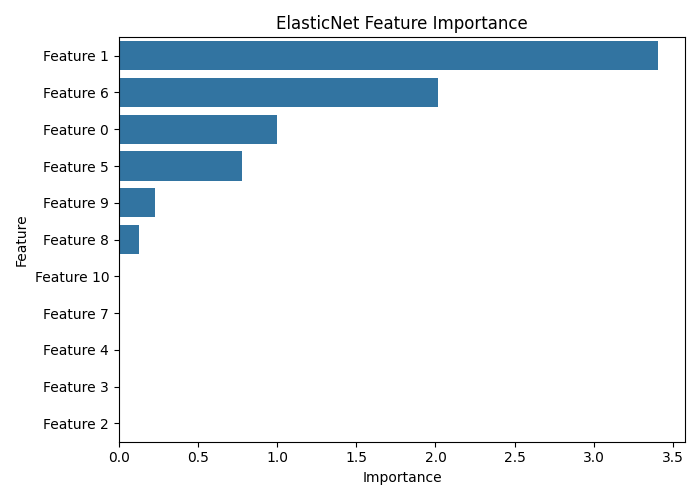 ElasticNet Feature Importance
Feature 1
Feature 6
Feature 0
Feature 5
Feature 9
Feature 8
Feature 10
Feature 7
Feature 4
Feature 3
Feature 2
Feature
0.0 0.5 1.0 1.5 2.0 2.5 3.0 3.5
Importance